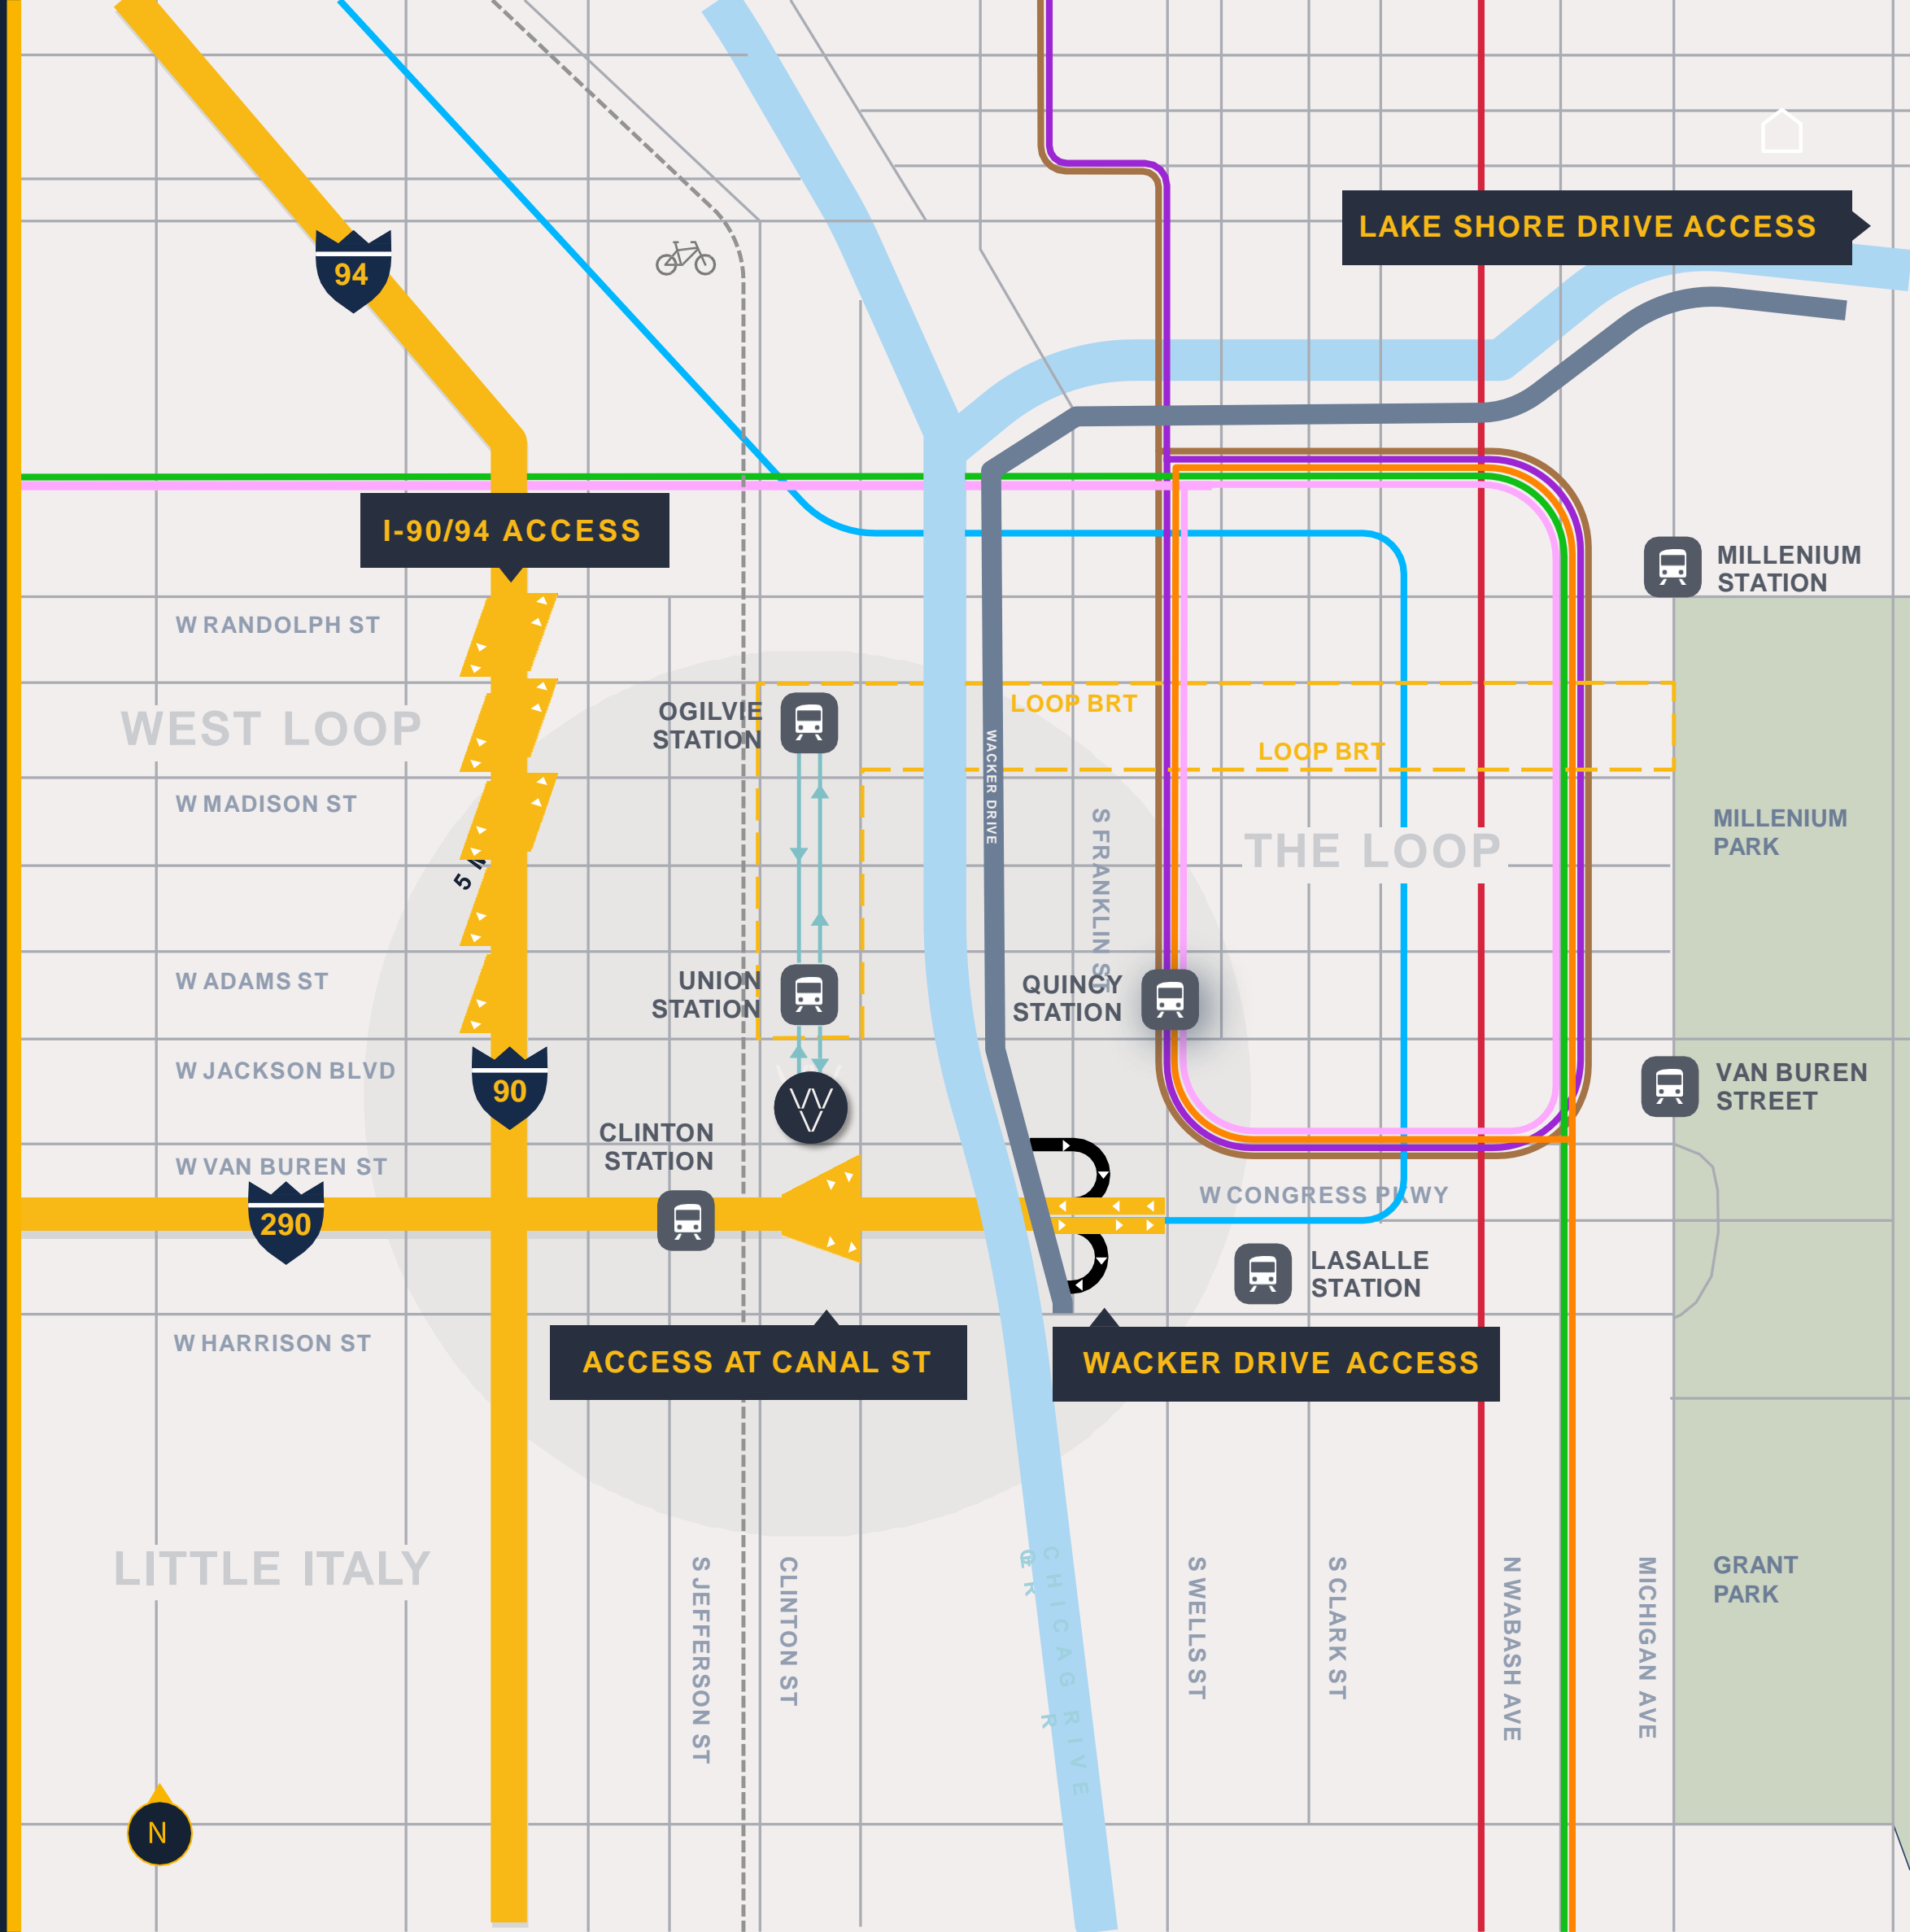 94
LAKE SHORE DRIVE ACCESS
I-90/94 ACCESS
MILLENIUM
STATION
W RANDOLPH ST
WEST LOOP
OGILVIE
STATION
LOOP BRT
LOOP BRT
WACKER DRIVE
W MADISON ST
S FRANKLIN ST
THE LOOP
MILLENIUM
PARK
5
W ADAMS ST
UNION
STATION
QUINCY
STATION
W JACKSON BLVD
90
VAN BUREN
STREET
CLINTON
STATION
W VAN BUREN ST
290
W CONGRESS PKWY
LASALLE
STATION
W HARRISON ST
ACCESS AT CANAL ST
WACKER DRIVE ACCESS
LITTLE ITALY
S JEFFERSON ST
CLINTON ST
CHICAG RIVE
S WELLS ST
S CLARK ST
N WABASH AVE
MICHIGAN AVE
GRANT
PARK
N